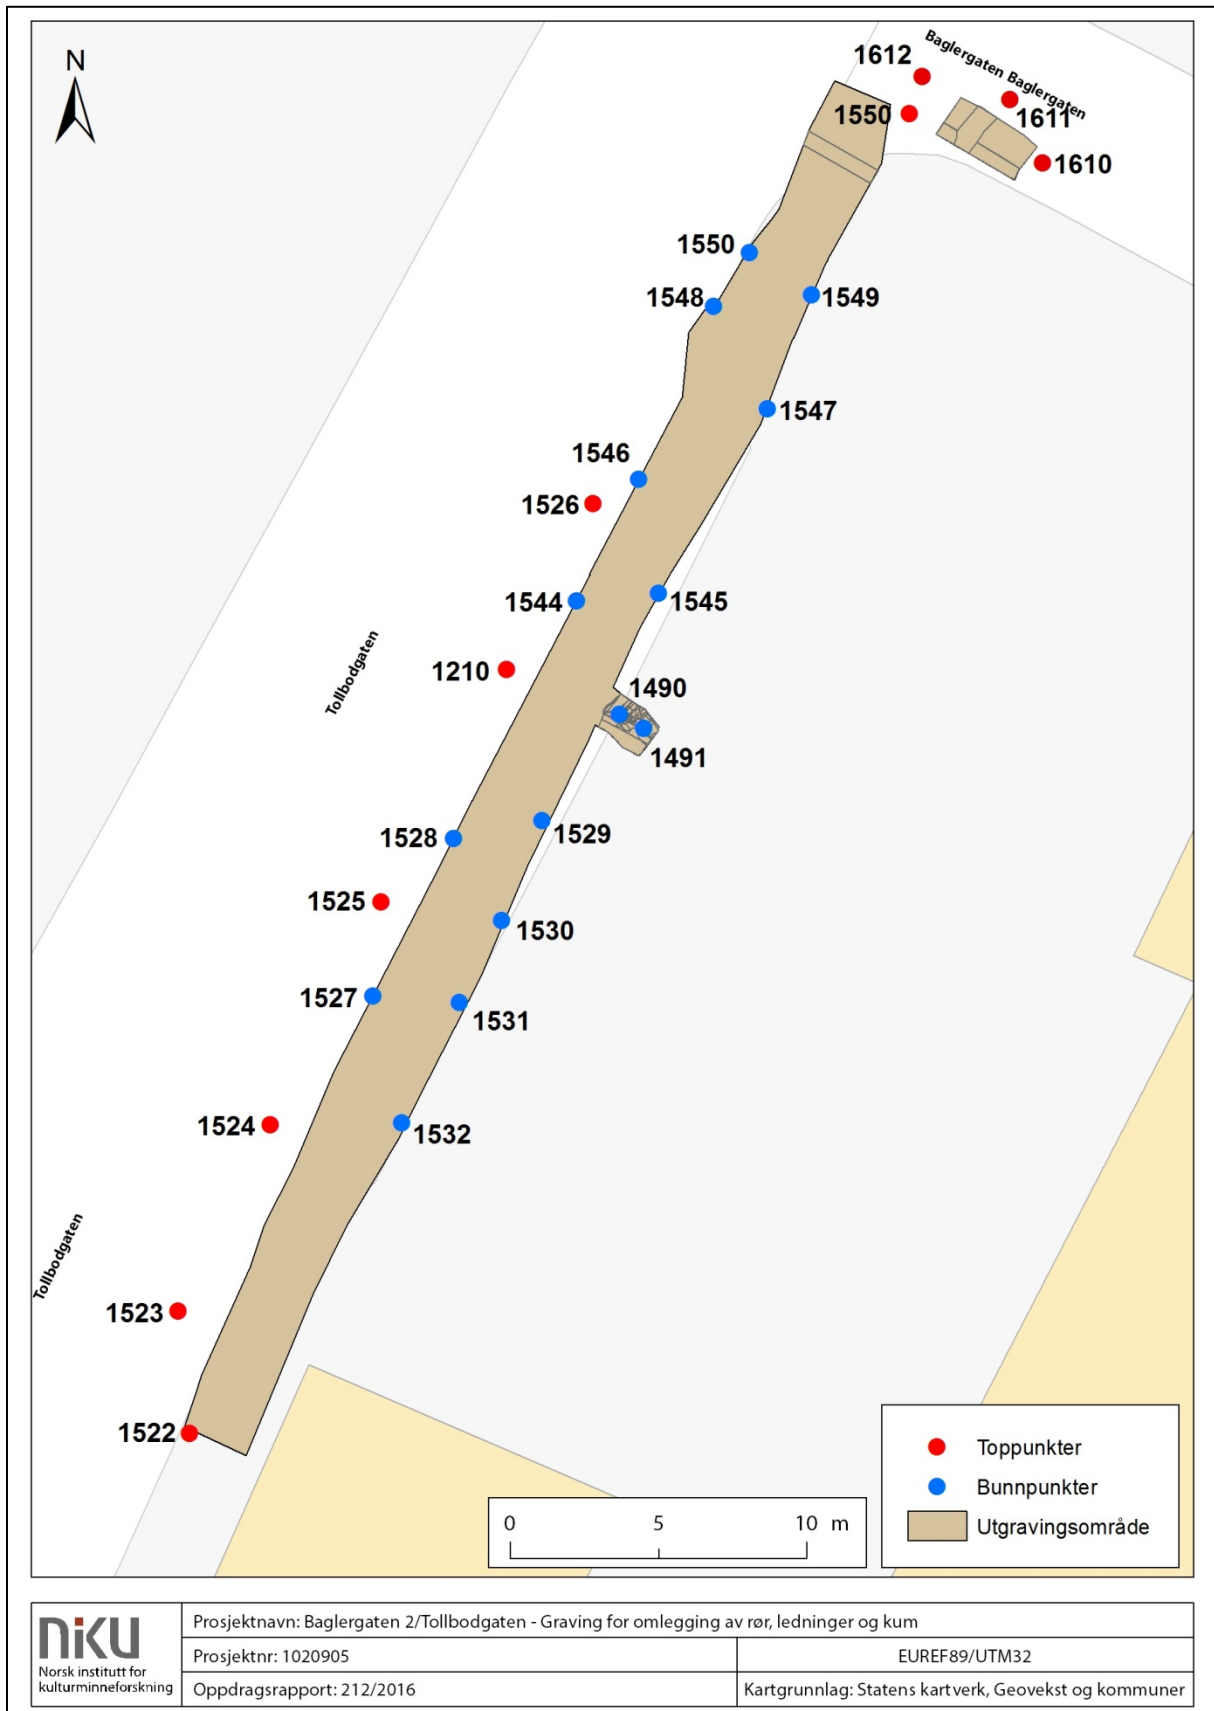 N
Baglergaten Baglergaten
1612
1550
1611
1610
1550
1548
1549
1547
1546
1526
1544
1545
Tollbodgaten
1210
1490
1491
1528
1529
1525
1530
1527
1531
1524
1532
Tollbodgaten
1523
1522
Toppunkter
Bunnpunkter
Utgravingsområde
0 5 10 m
niku
Norsk institutt for
kulturminneforskning
Prosjektnavn: Baglergaten 2/Tollbodgaten - Graving for omlegging av rør, ledninger og kum
Prosjektnr: 1020905
EUREF89/UTM32
Oppdragsrapport: 212/2016
Kartgrunnlag: Statens kartverk, Geovekst og kommuner